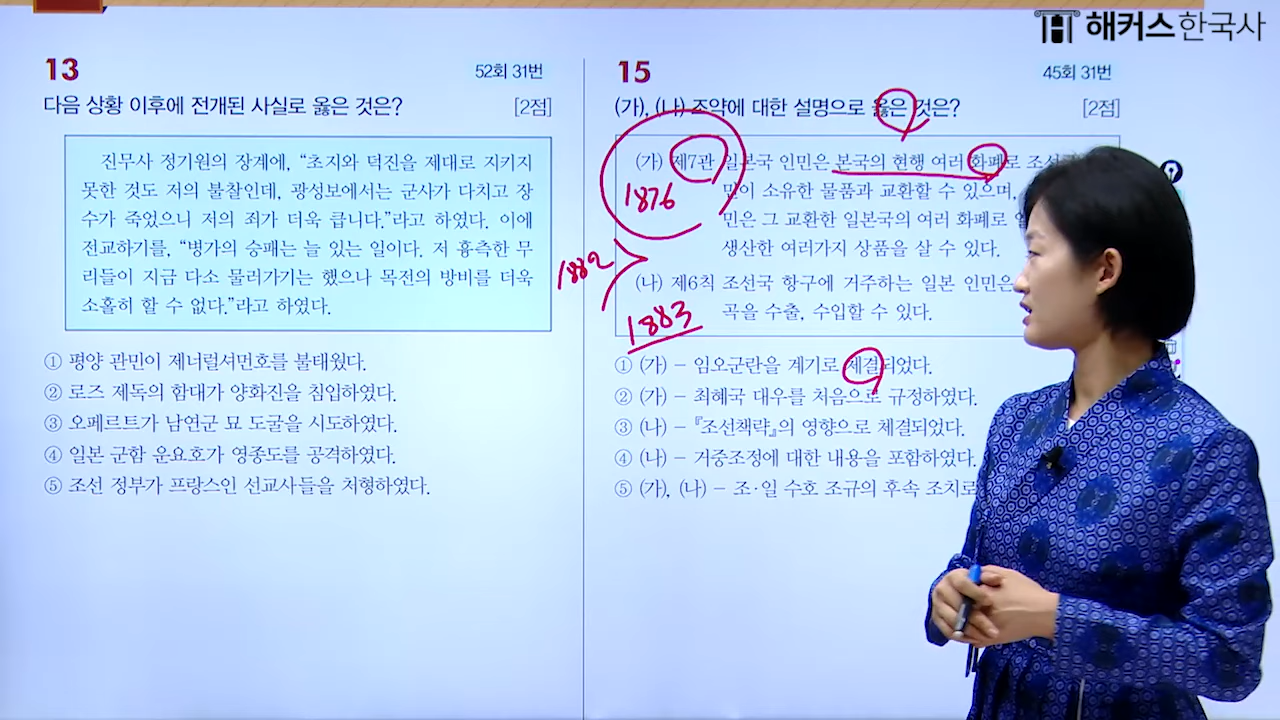 해커스한국사
13
52회 31번
다음 상황 이후에 전개된 사실로 옳은 것은?
[2점]
진무사 정기원의 장계에, “초지와 덕진을 제대로 지키지
못한 것도 저의 불찰인데, 광성보에서는 군사가 다치고 장
수가 죽었으니 저의 죄가 더욱 큽니다.”라고 하였다. 이에
전교하기를, “병가의 승패는 늘 있는 일이다. 저 흉측한 무
리들이 지금 다소 물러가기는 했으나 목전의 방비를 더욱
소홀히 할 수 없다.”라고 하였다.
① 평양 관민이 제너럴셔먼호를 불태웠다.
② 로즈 제독의 함대가 양화진을 침입하였다.
③ 오페르트가 남연군 묘 도굴을 시도하였다.
④ 일본 군함 운요호가 영종도를 공격하였다.
⑤ 조선 정부가 프랑스인 선교사들을 처형하였다.
15
45회 31번
(가), (나) 조약에 대한 설명으로 옳은 것은?
[2점]
(가) 제7관 일본국 인민은 본국의 현행 여러 화폐로
1876
민이 소유한 물품과 교환할 수 있으며,
민은 그 교환한 일본국의 여러 화폐로
생산한 여러가지 상품을 살 수 있다.
1882
(나) 제6칙 조선국 항구에 거주하는 일본 인민은
곡을 수출, 수입할 수 있다.
1883
① (가) – 임오군란을 계기로 체결되었다.
② (가) – 최혜국 대우를 처음으로 규정하였다.
③ (나) – 『조선책략』의 영향으로 체결되었다.
④ (나) – 거중조정에 대한 내용을 포함하였다.
⑤ (가), (나) – 조·일 수호 조규의 후속 조치로